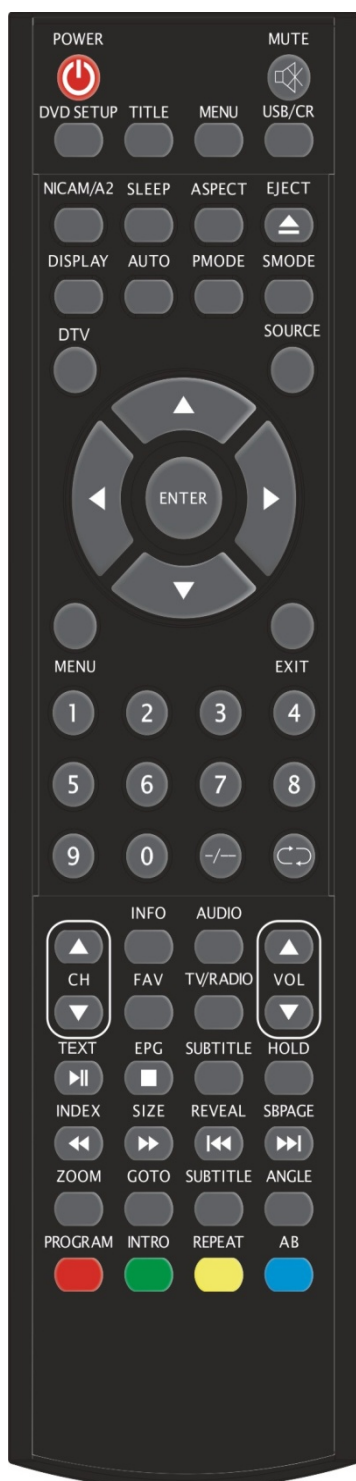 POWER MUTE
DVD SETUP TITLE MENU USB/CR
NICAM/A2 SLEEP ASPECT EJECT
DISPLAY AUTO PMODE SMODE
DTV SOURCE
ENTER
MENU EXIT
1 2 3 4
5 6 7 8
9 0 -/--
INFO AUDIO
CH FAV TV/RADIO VOL
TEXT EPG SUBTITLE HOLD
INDEX SIZE REVEAL SBPAGE
ZOOM GOTO SUBTITLE ANGLE
PROGRAM INTRO REPEAT AB